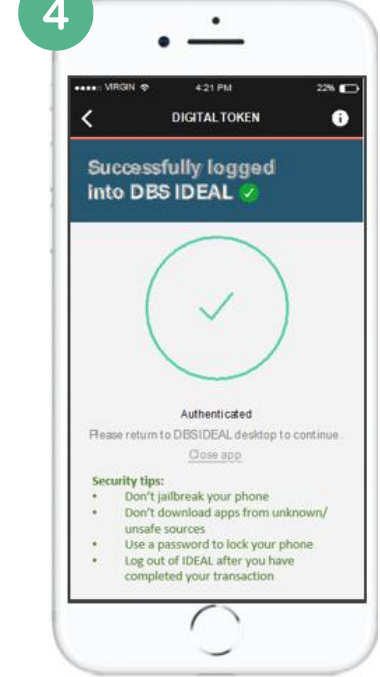 4
VIRGIN 4:21 PM 22%
DIGITAL TOKEN
Successfully logged
into DBS IDEAL
Authenticated
Please return to DBSIDEAL desktop to continue.
Close app
Security tips:
• Don't jailbreak your phone
• Don't download apps from unknown/
unsafe sources
• Use a password to lock your phone
• Log out of IDEAL after you have
completed your transaction